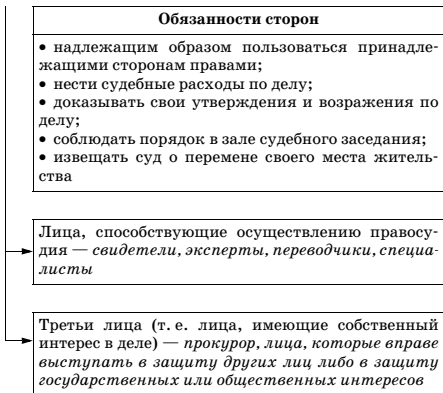 Обязанности сторон
• надлежащим образом пользоваться принадле-
жащими сторонам правами;
• нести судебные расходы по делу;
• доказывать свои утверждения и возражения по
делу;
• соблюдать порядок в зале судебного заседания;
• извещать суд о перемене своего места житель-
ства
Лица, способствующие осуществлению правосу-
дия — свидетели, эксперты, переводчики, специа-
листы
Третьи лица (т. е. лица, имеющие собственный
интерес в деле) — прокурор, лица, которые вправе
выступать в защиту других лиц либо в защиту
государственных или общественных интересов